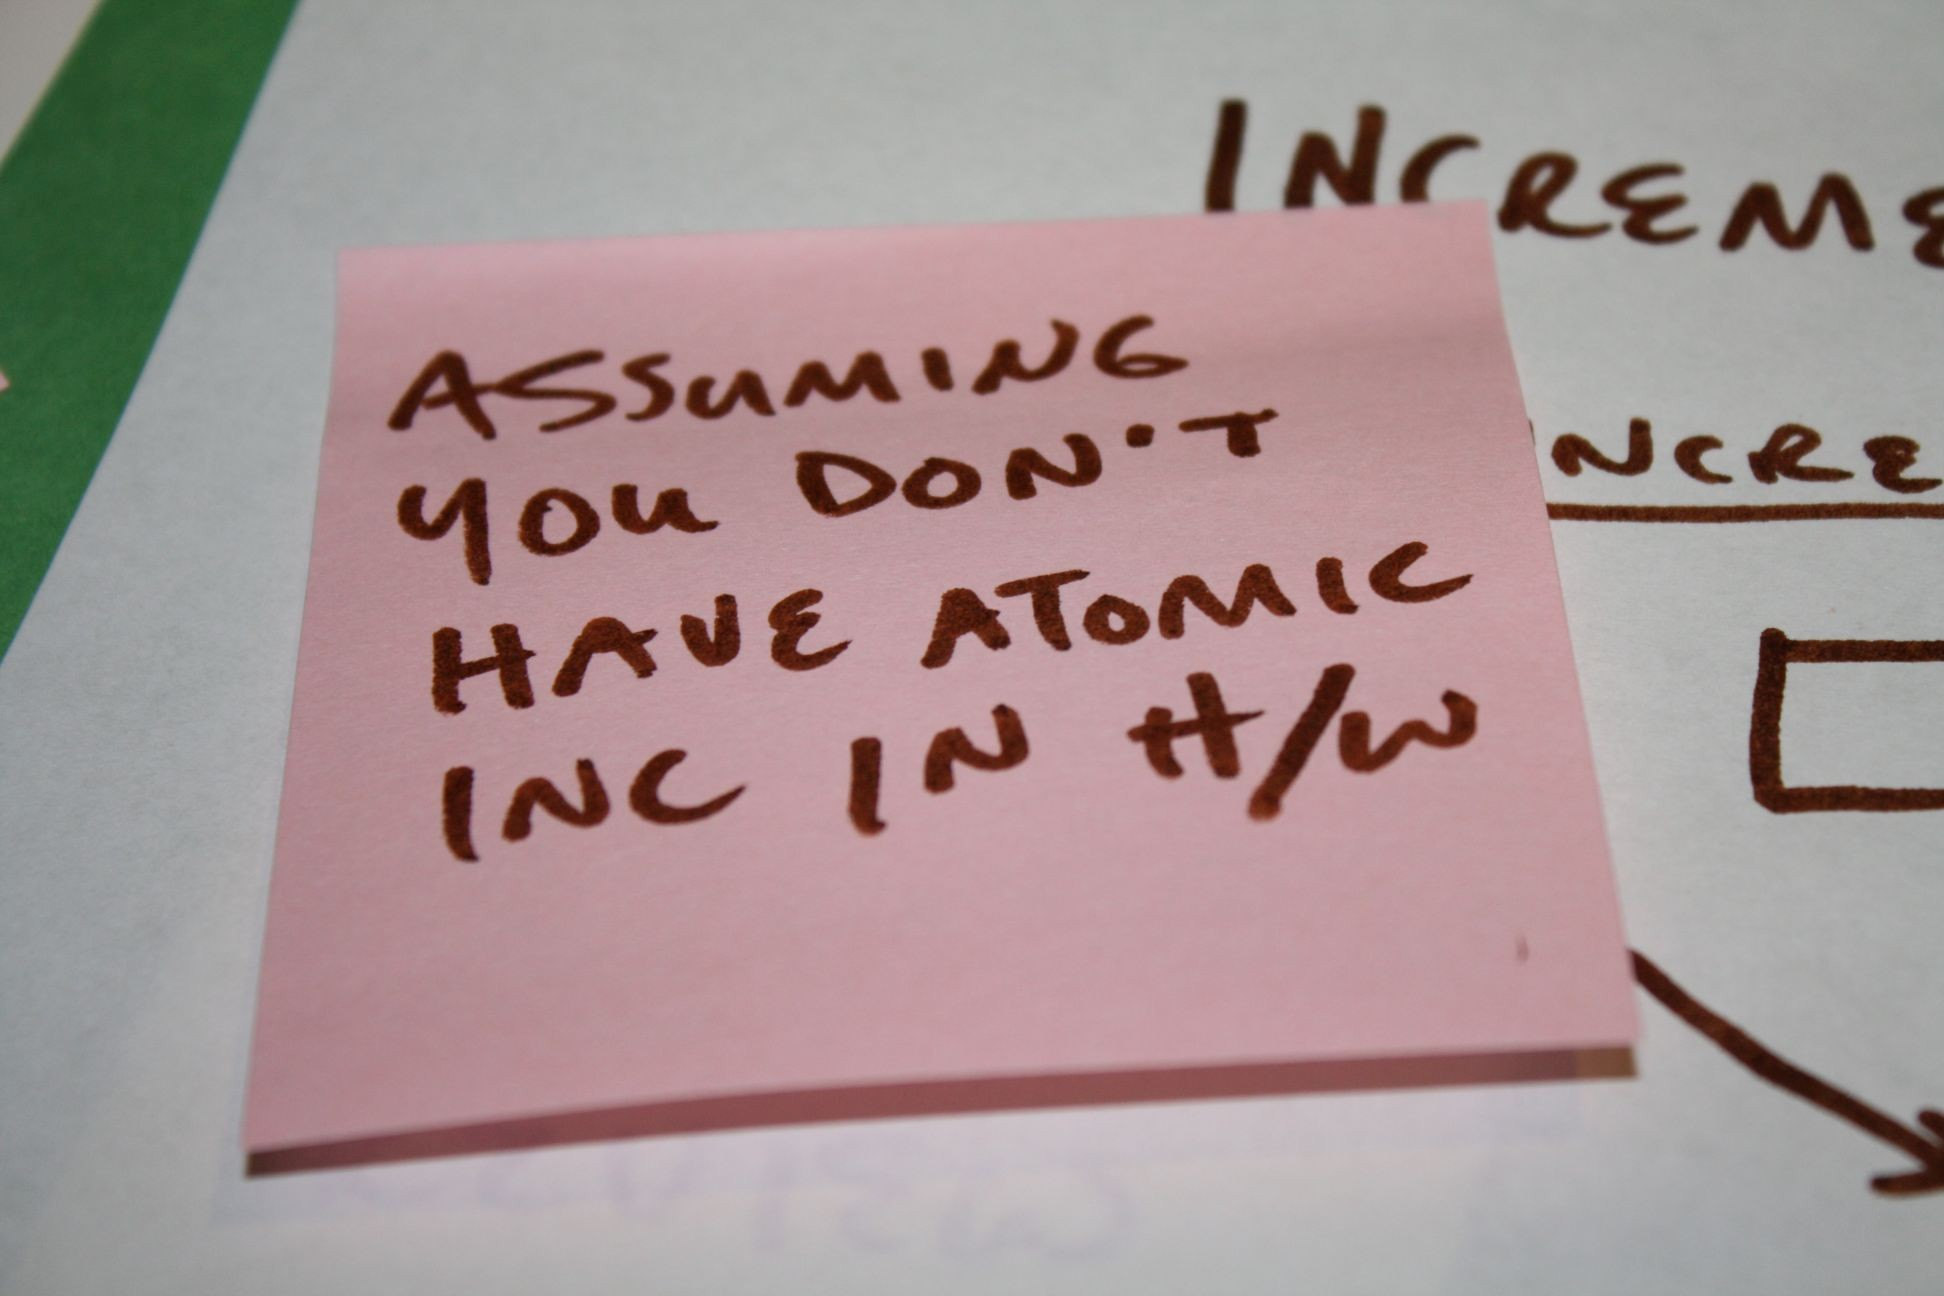 INCREME
ASSUMING
YOU DON'T
HAVE ATOMIC
INC IN H/W
NCRE